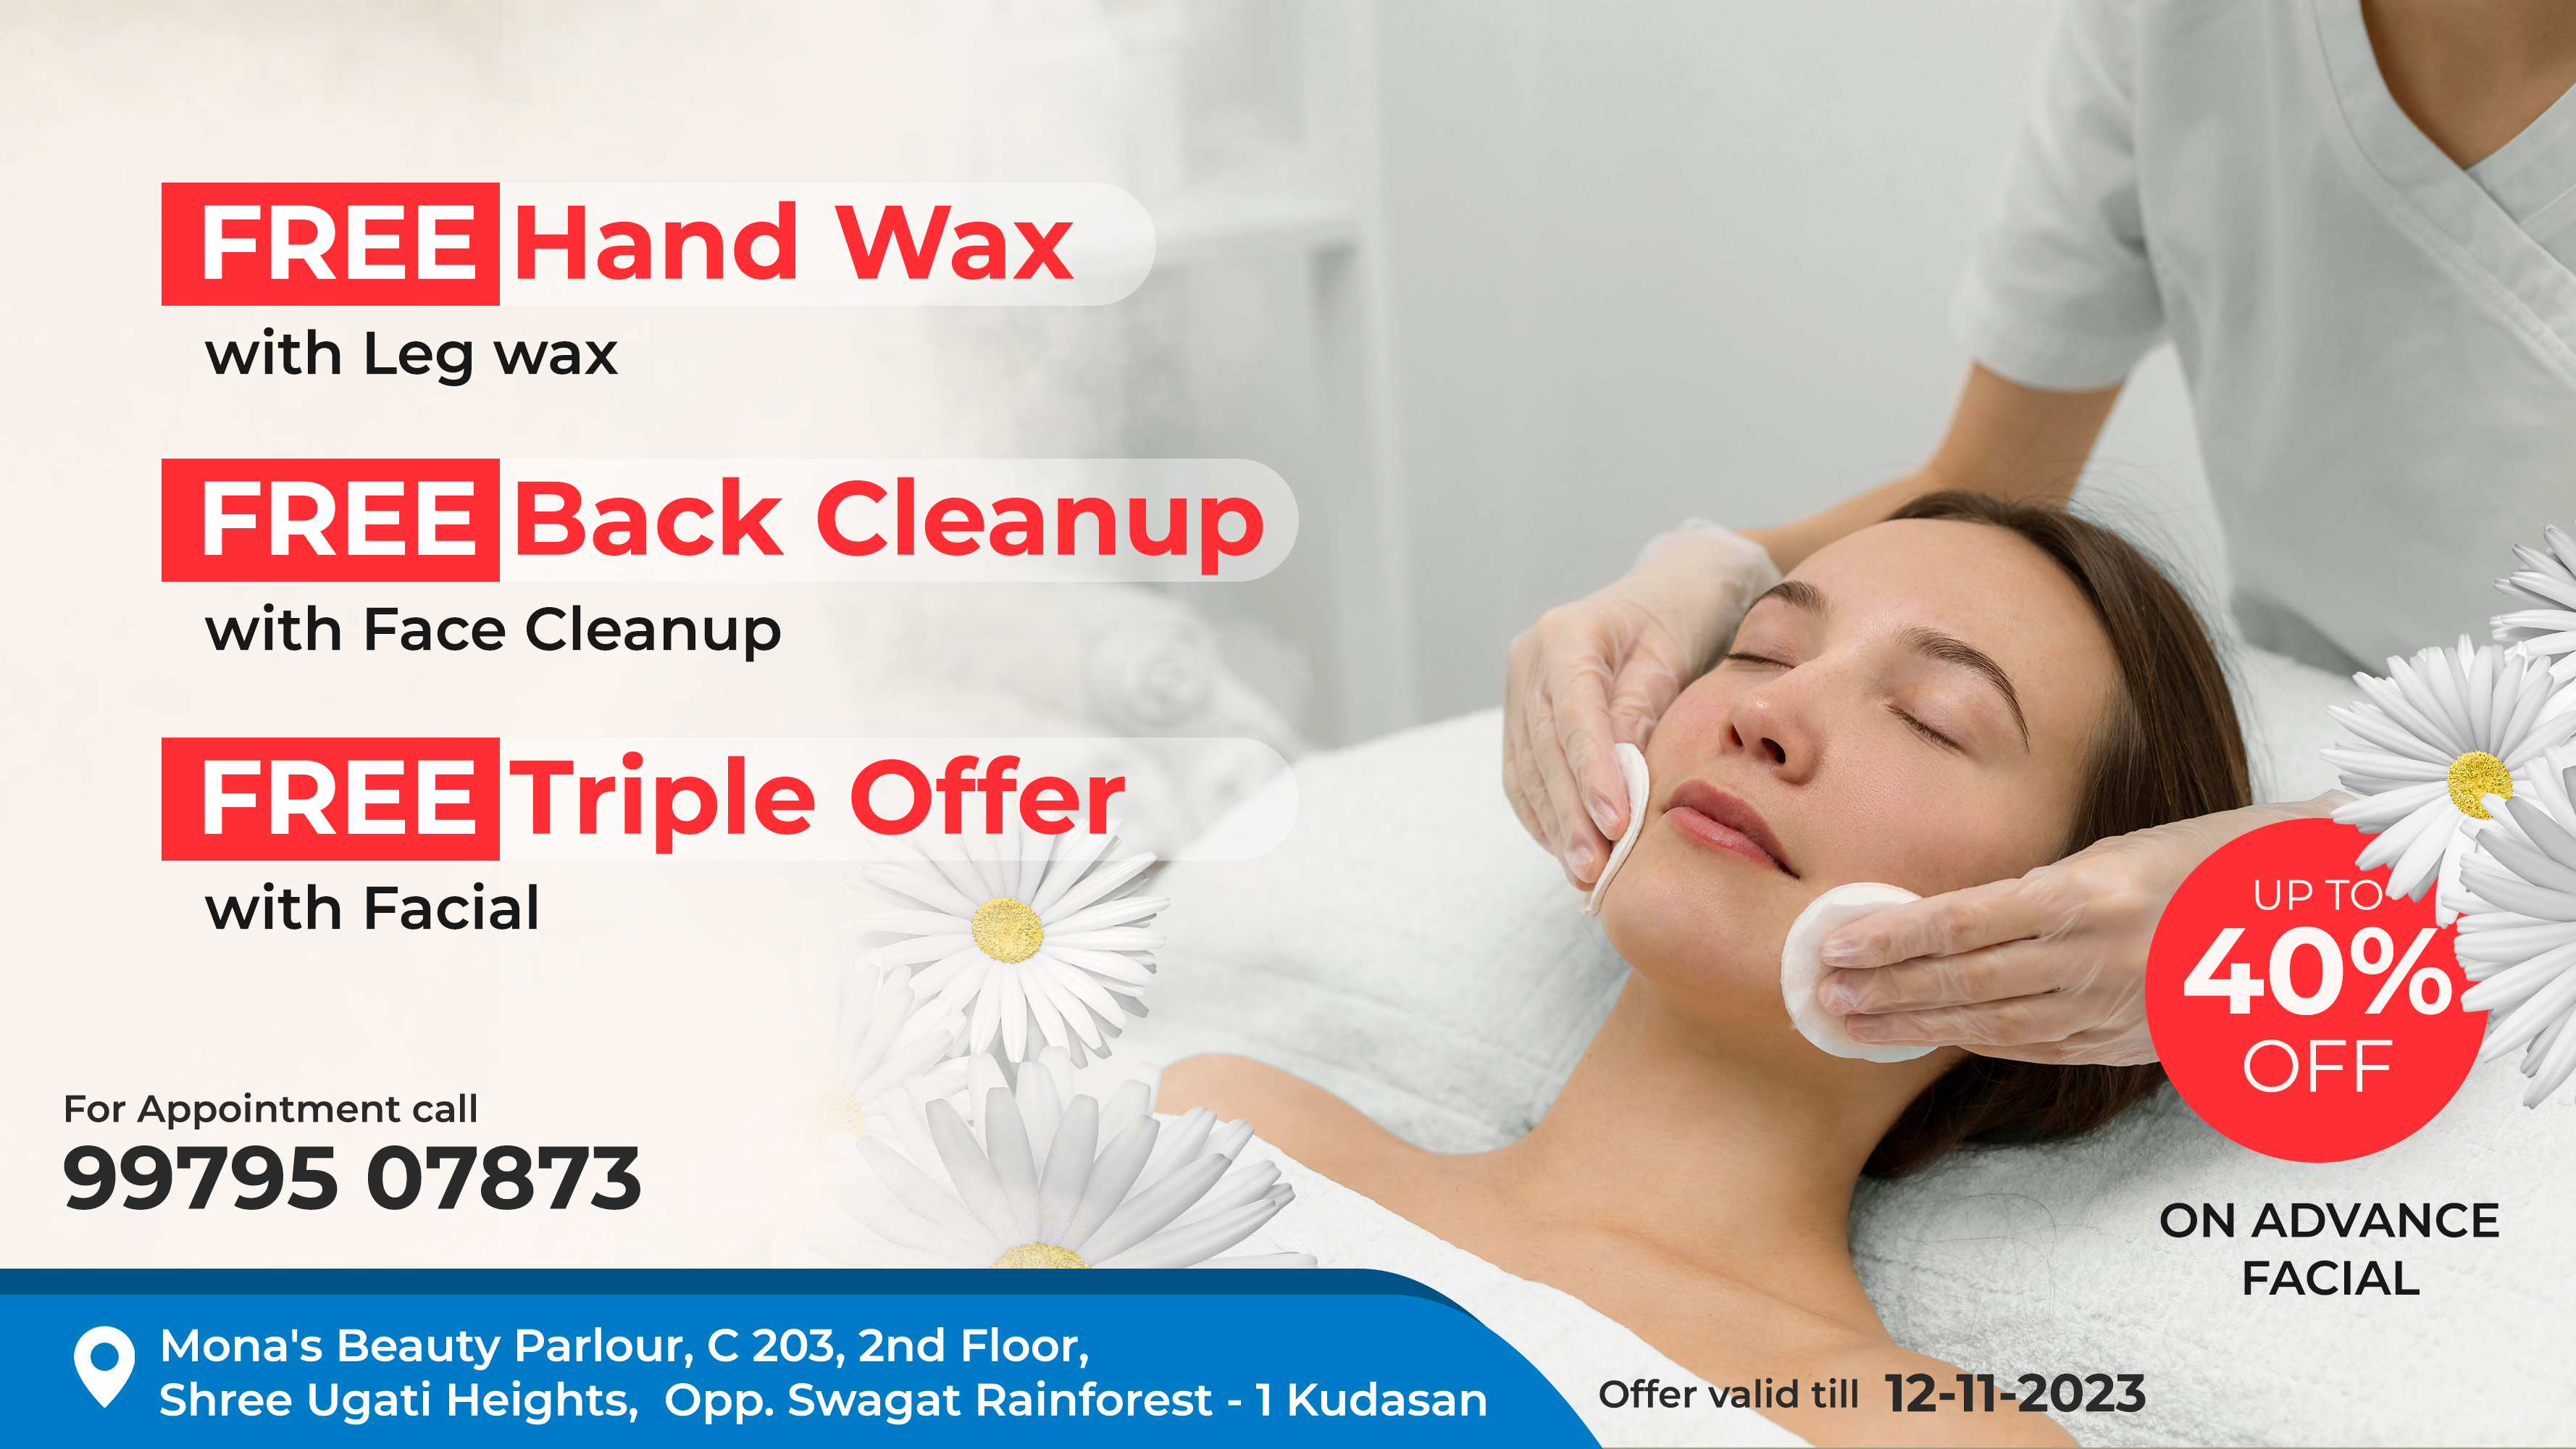 FREE Hand Wax
with Leg wax
FREE Back Cleanup
with Face Cleanup
FREE Triple Offer
with Facial
For Appointment call
99795 07873
UP TO
40%
OFF
ON ADVANCE
FACIAL
Mona's Beauty Parlour, C 203, 2nd Floor,
Shree Ugati Heights, Opp. Swagat Rainforest - 1 Kudasan
Offer valid till 12-11-2023